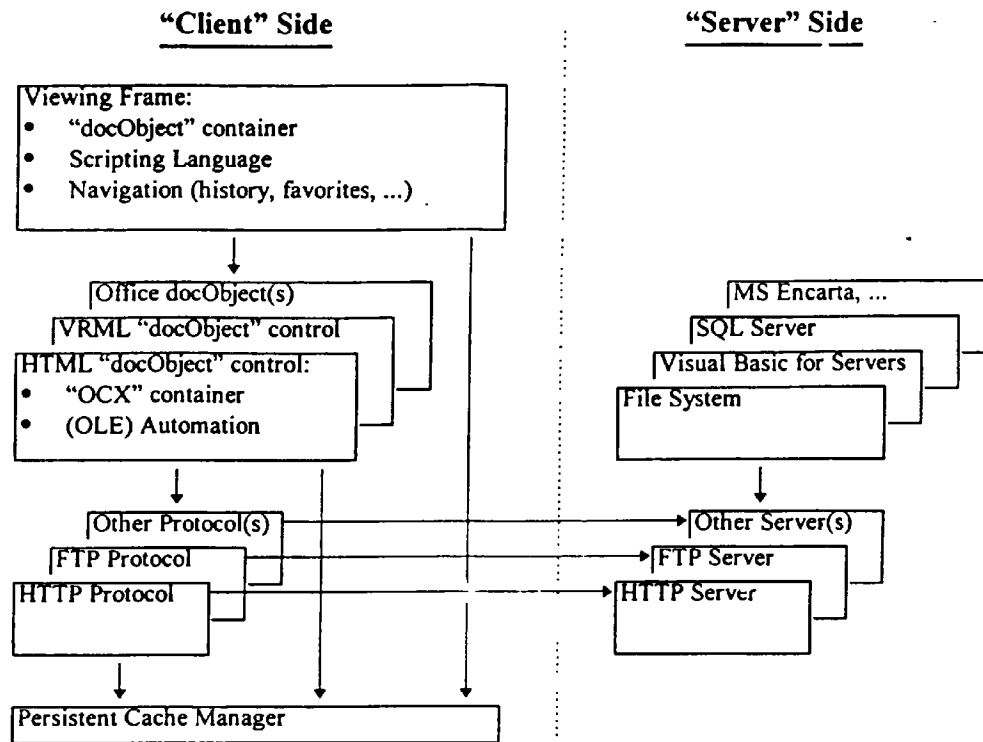 “Client” Side
Viewing Frame:
• “docObject” container
• Scripting Language
• Navigation (history, favorites, ...)
Office docObject(s)
VRML “docObject” control
HTML “docObject” control:
• “OCX” container
• (OLE) Automation
Other Protocol(s)
FTP Protocol
HTTP Protocol
Persistent Cache Manager
“Server” Side
MS Encarta, ...
SQL Server
Visual Basic for Servers
File System
Other Server(s)
FTP Server
HTTP Server